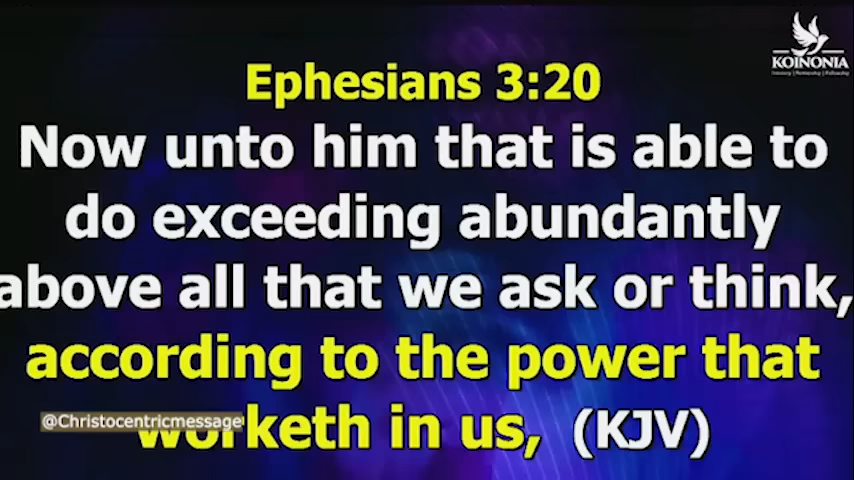 KOINONIA
Ephesians 3:20
Now unto him that is able to
do exceeding abundantly
above all that we ask or think,
according to the power that
@Christocentricmessage
worketh in us, (KJV)